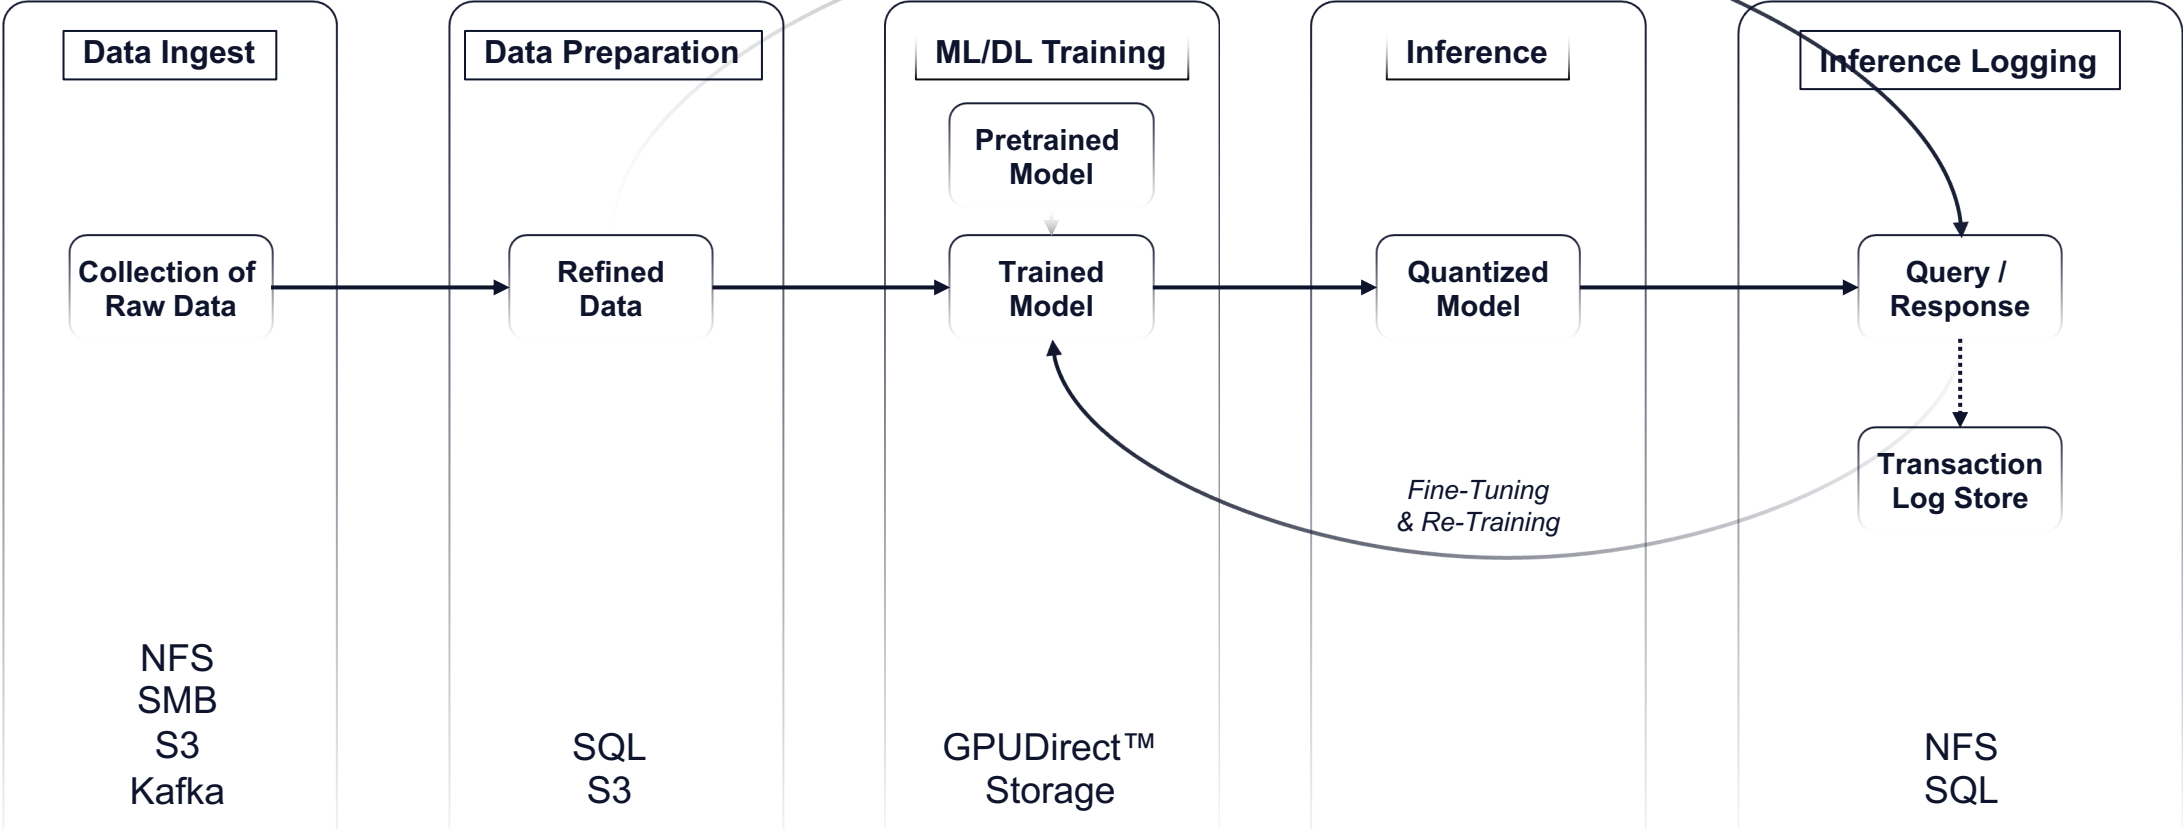 Data Ingest
Data Preparation
ML/DL Training
Inference
Inference Logging
Pretrained
Model
Collection of
Raw Data
Refined
Data
Trained
Model
Quantized
Model
Query /
Response
Transaction
Log Store
Fine-Tuning
& Re-Training
NFS
SMB
S3
Kafka
SQL
S3
GPUDirect™
Storage
NFS
SQL